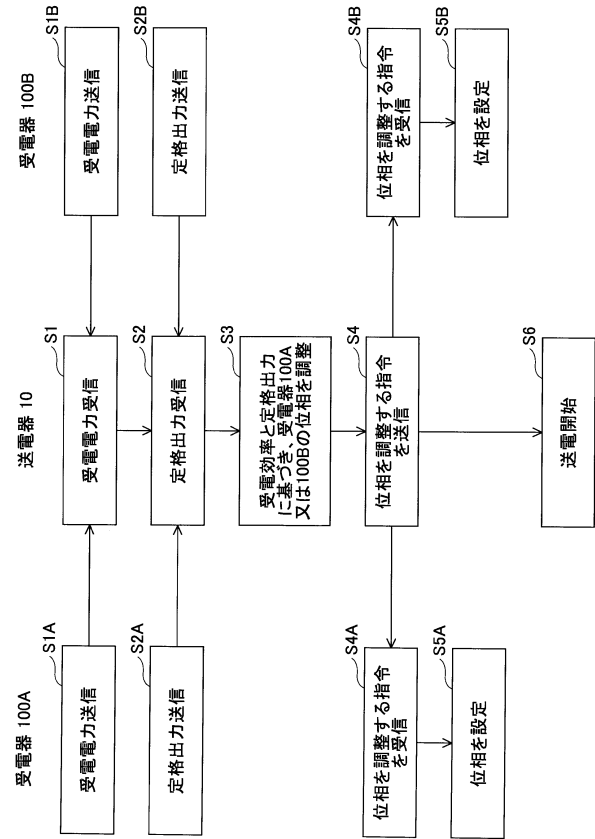 受電器 100A
送電器 10
受電器 100B
S1A
受電電力送信
S1
受電電力受信
S1B
受電電力送信
S2A
定格出力送信
S2
定格出力受信
S2B
定格出力送信
S3
受電効率と定格出力
に基づき、受電器100A
又は100Bの位相を調整
S4A
位相を調整する指令
を受信
S4
位相を調整する指令
を送信
S4B
位相を調整する指令
を受信
S5A
位相を設定
S5B
位相を設定
S6
送電開始